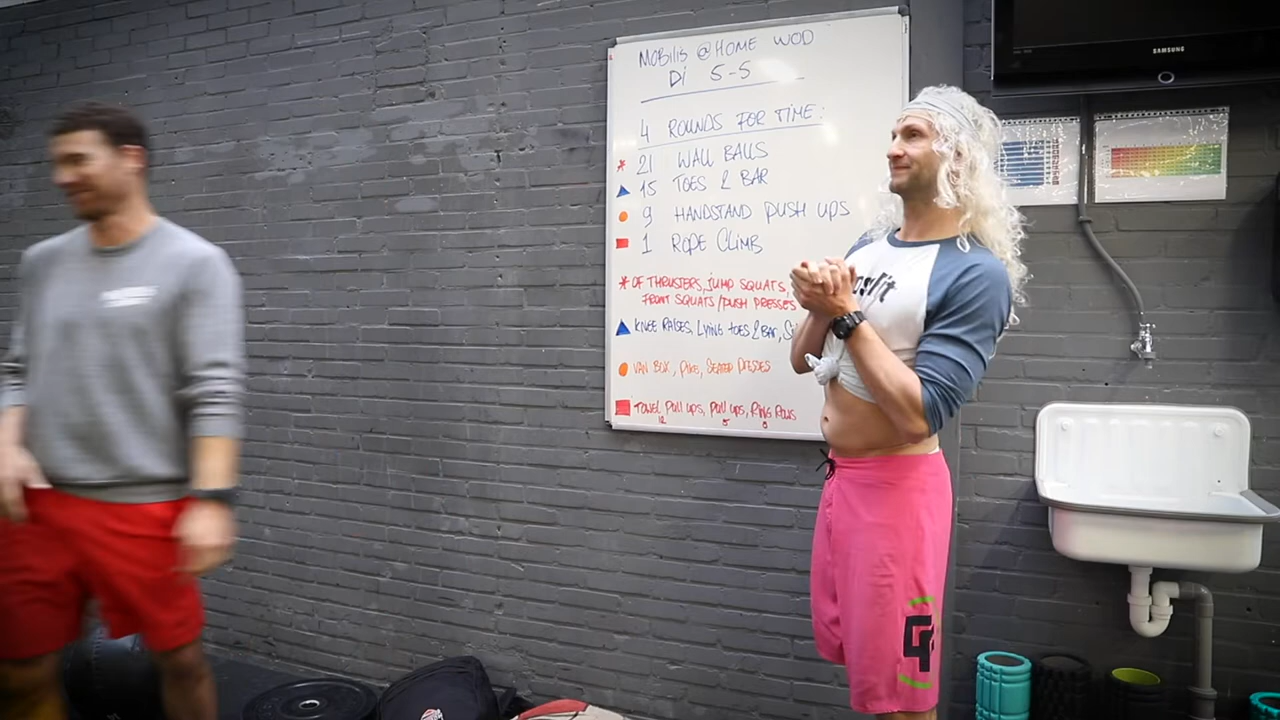 MOBILIS @HOME WOD
DI 5-5
4 ROUNDS FOR TIME:
* 21 WALL BALLS
15 TOES 2 BAR
9 HANDSTAND PUSH UPS
1 ROPE CLIMB
* OF THRUSTERS, JUMP SQUATS,
FRONT SQUATS/PUSH PRESSES
KNEE RAISES, LYING TOES 2 BAR,
VAN BOX, PIKE, SEATED PRESSES
TOWEL PULL UPS, PULL UPS, RING ROWS
12
SAMSUNG